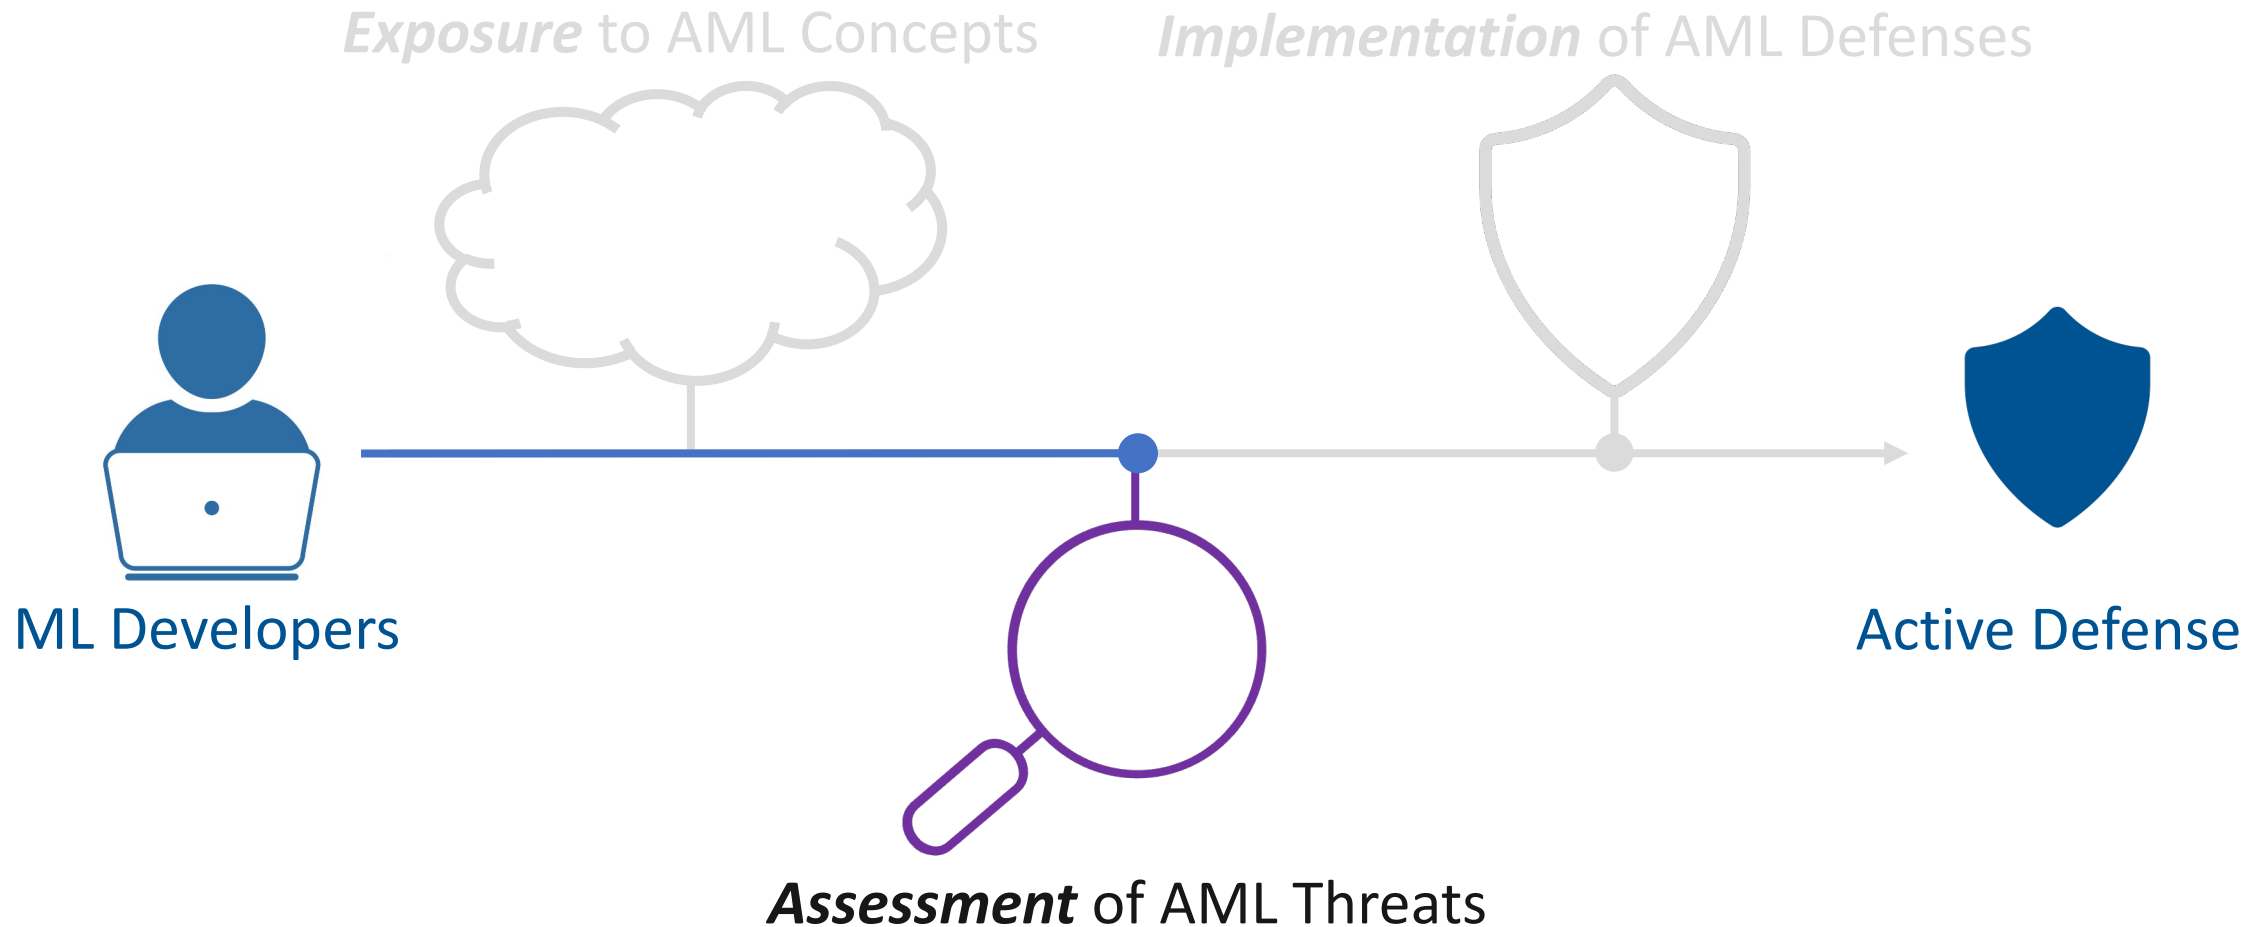 Exposure to AML Concepts
Implementation of AML Defenses
ML Developers
Active Defense
Assessment of AML Threats